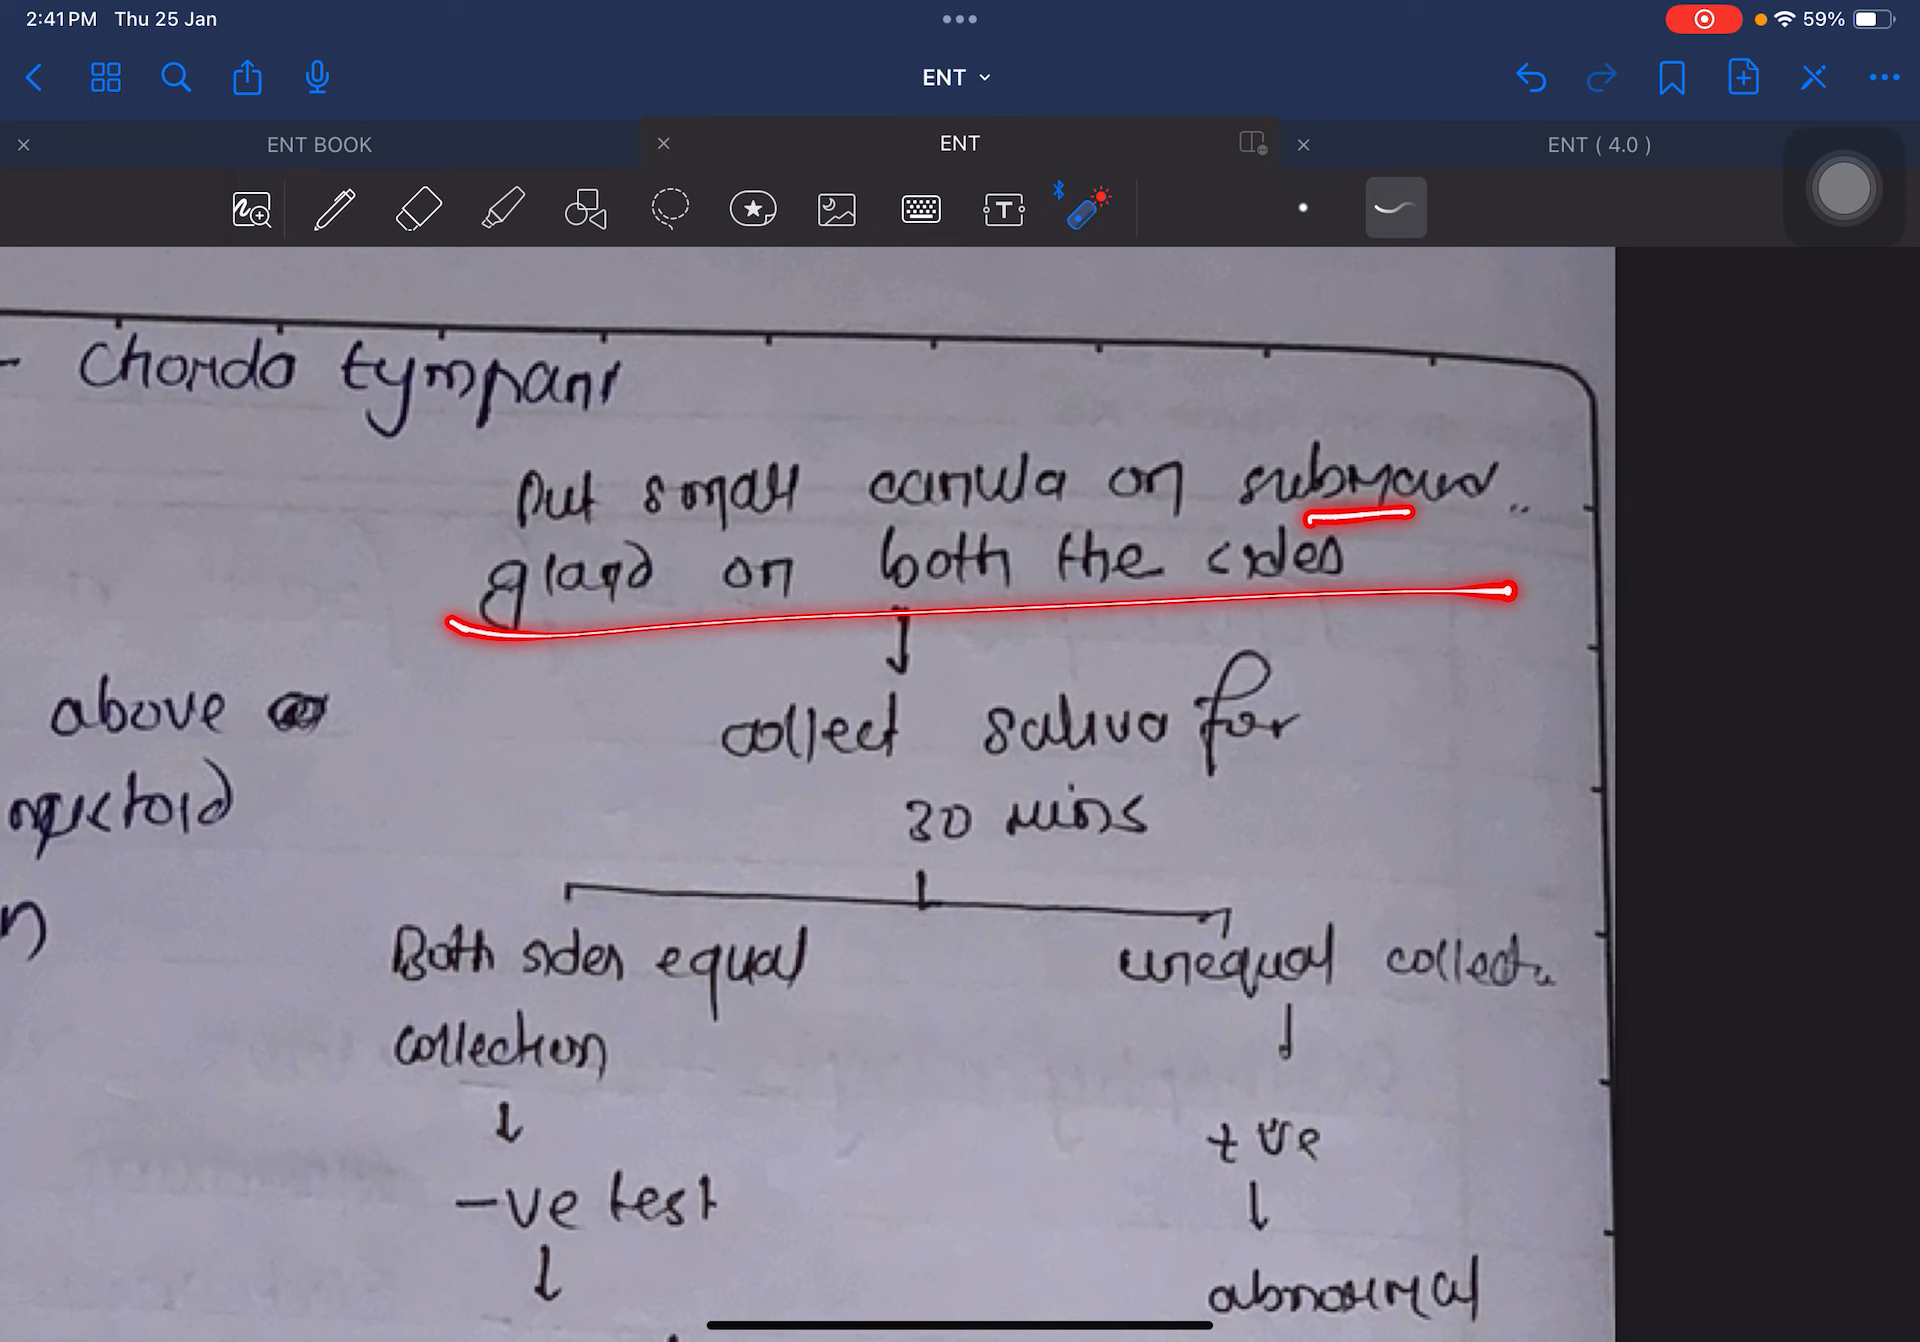 2:41 PM Thu 25 Jan
59%
ENT
ENT BOOK
ENT
ENT ( 4.0 )
T
- Chorda tympani
Put small canula on submand..
gland on both the sides
collect saliva for
above
30 mins
Both sides equal
unequal collect..
collection
+ve
-ve test
abnormal